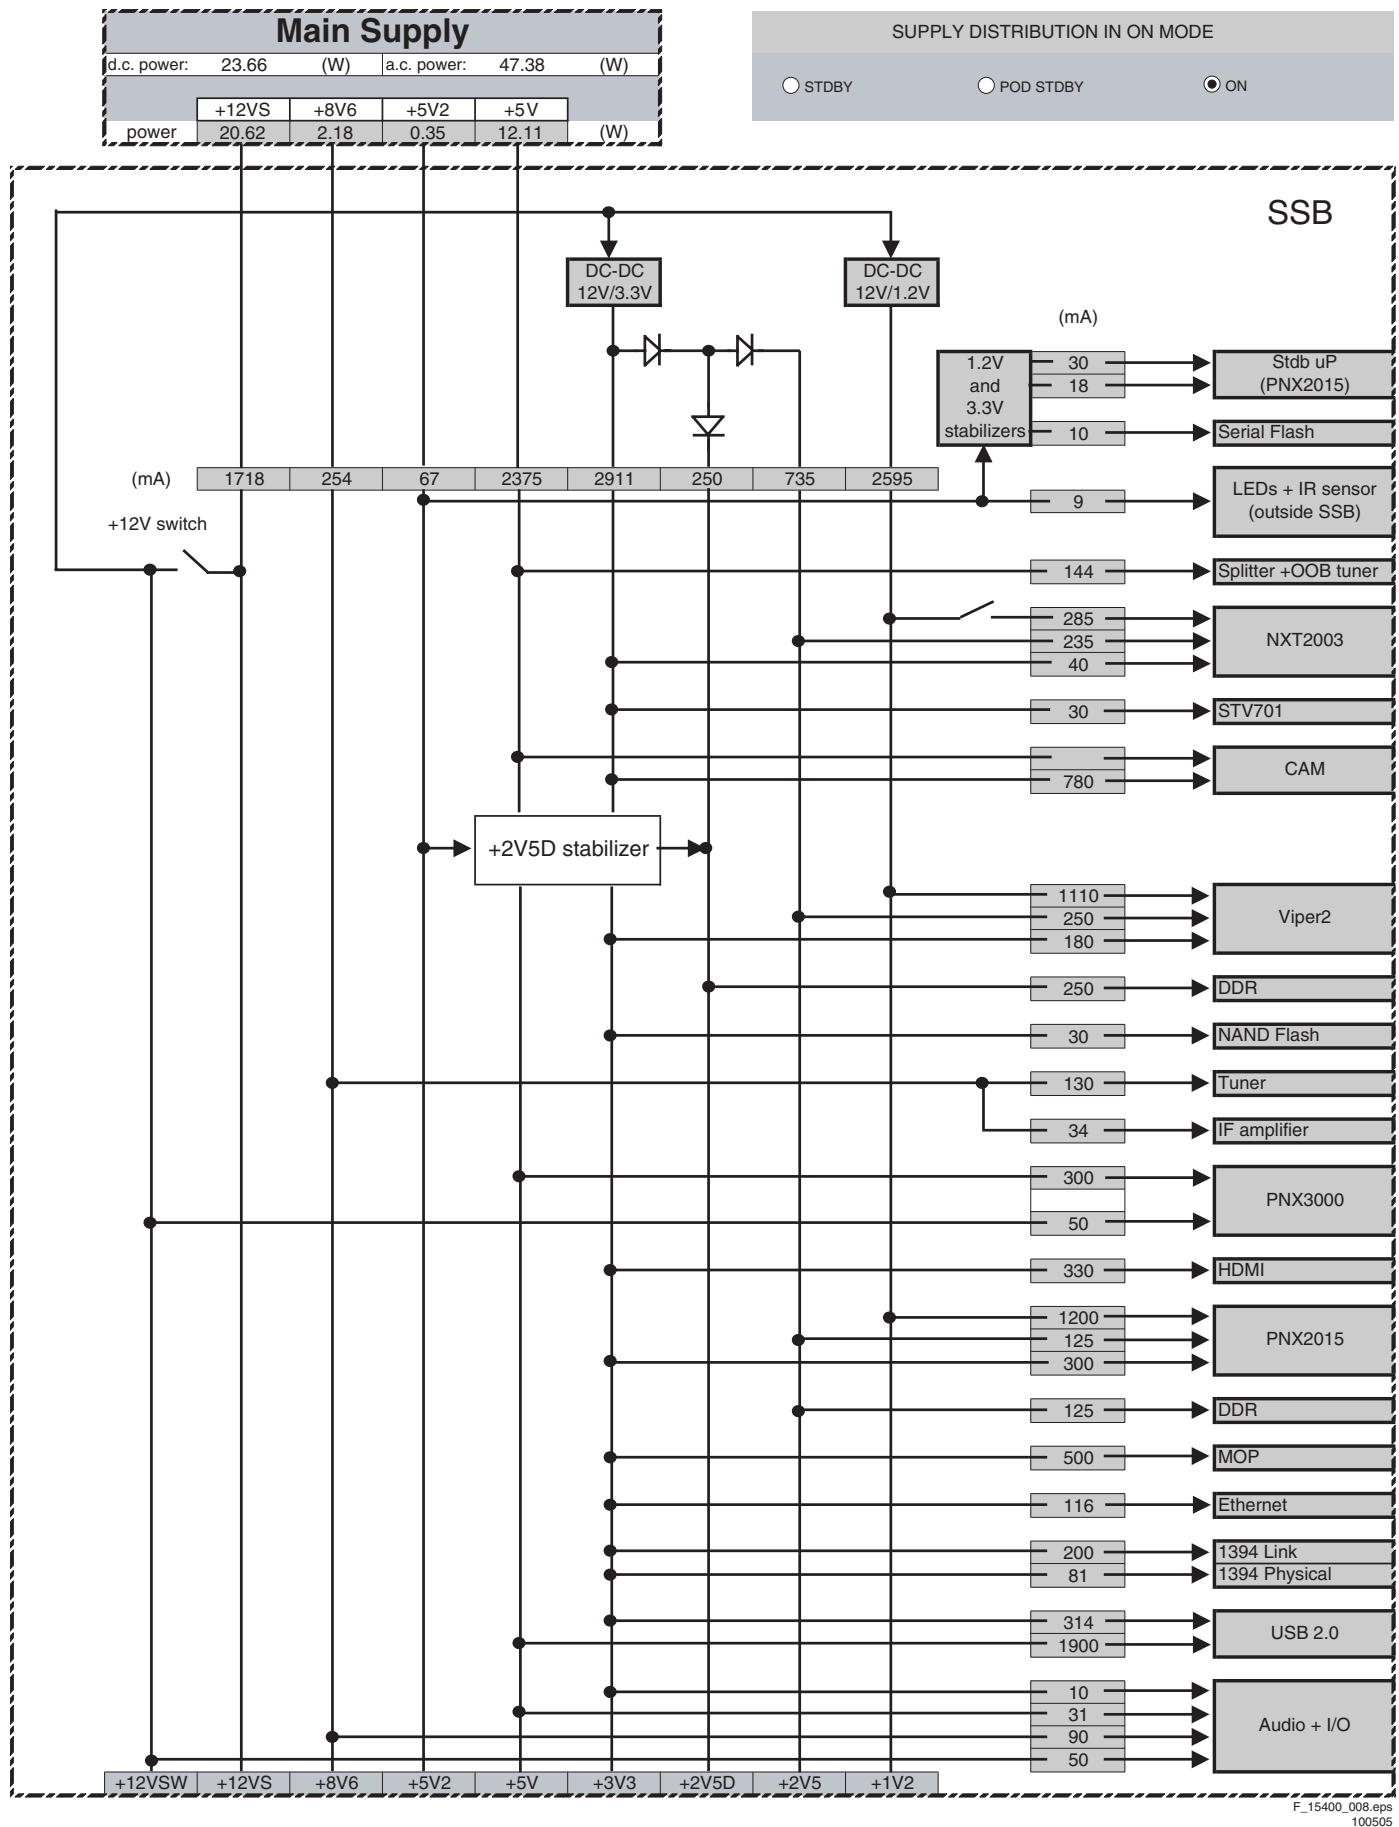 Main Supply
d.c. power: 23.66 (W) a.c. power: 47.38 (W)
+12VS +8V6 +5V2 +5V
power 20.62 2.18 0.35 12.11 (W)
SUPPLY DISTRIBUTION IN ON MODE
STDBY POD STDBY ON
SSB
DC-DC
12V/3.3V
DC-DC
12V/1.2V
(mA)
1.2V
and
3.3V
stabilizers
30
18
Stdb uP
(PNX2015)
10 Serial Flash
(mA) 1718 254 67 2375 2911 250 735 2595
9
LEDs + IR sensor
(outside SSB)
+12V switch
144 Splitter +OOB tuner
285
235
40
NXT2003
30 STV701
780
CAM
+2V5D stabilizer
1110
250
180
Viper2
250 DDR
30 NAND Flash
130 Tuner
34 IF amplifier
300
50
PNX3000
330 HDMI
1200
125
300
PNX2015
125 DDR
500 MOP
116 Ethernet
200 1394 Link
81 1394 Physical
314
1900
USB 2.0
10
31
90
50
Audio + I/O
+12VSW +12VS +8V6 +5V2 +5V +3V3 +2V5D +2V5 +1V2
F_15400_008.eps
100505